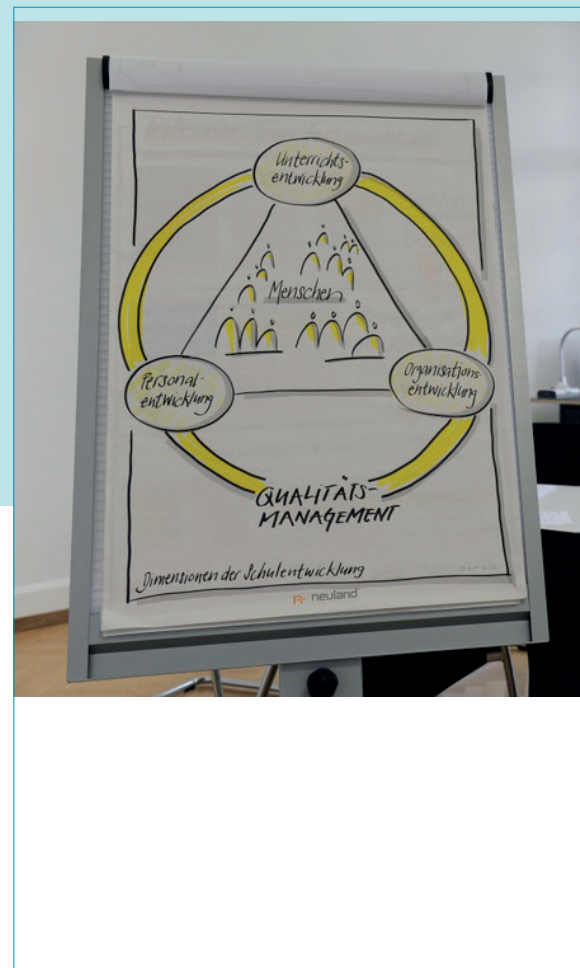 Unterrichts-
entwicklung
Menschen
Personal-
entwicklung
Organisations
entwicklung
QUALITÄTS-
MANAGEMENT
Dimensionen der Schulentwicklung
neuland